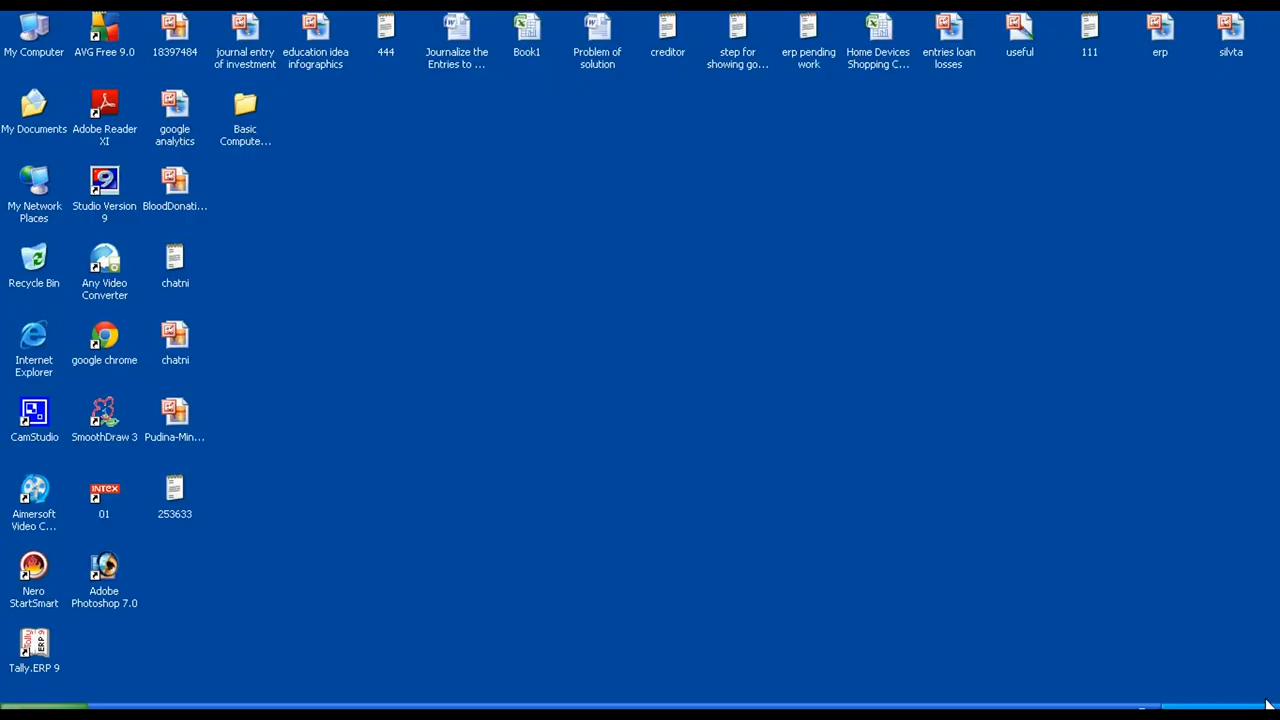 My Computer
AVG Free 9.0
18397484
journal entry
of investment
education idea
infographics
444
Journalize the
Entries to ...
Book1
Problem of
solution
creditor
step for
showing go...
erp pending
work
Home Devices
Shopping C...
entries loan
losses
useful
111
erp
silvta
My Documents
Adobe Reader
XI
google
analytics
Basic
Compute...
My Network
Places
Studio Version
9
BloodDonati...
Recycle Bin
Any Video
Converter
chatni
Internet
Explorer
google chrome
chatni
CamStudio
SmoothDraw 3
Pudina-Min...
Aimersoft
Video C...
INTEX
01
253633
Nero
StartSmart
Adobe
Photoshop 7.0
Tally
ERP 9
Tally.ERP 9